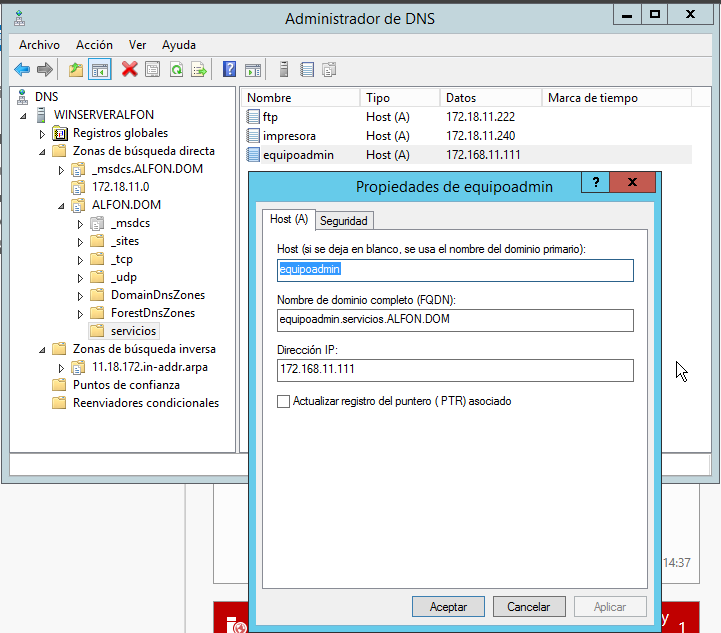 Administrador de DNS
Archivo Acción Ver Ayuda
DNS
WINSERVERALFON
Registros globales
Zonas de búsqueda directa
_msdcs.ALFON.DOM
172.18.11.0
ALFON.DOM
_msdcs
_sites
_tcp
_udp
DomainDnsZones
ForestDnsZones
servicios
Zonas de búsqueda inversa
11.18.172.in-addr.arpa
Puntos de confianza
Reenviadores condicionales
Nombre Tipo Datos Marca de tiempo
ftp Host (A) 172.18.11.222
impresora Host (A) 172.18.11.240
equipoadmin Host (A) 172.168.11.111
Propiedades de equipoadmin
Host (A) Seguridad
Host (si se deja en blanco, se usa el nombre del dominio primario):
equipoadmin
Nombre de dominio completo (FQDN):
equipoadmin.servicios.ALFON.DOM
Dirección IP:
172.168.11.111
Actualizar registro del puntero ( PTR) asociado
Aceptar Cancelar Aplicar
14:37
y 1